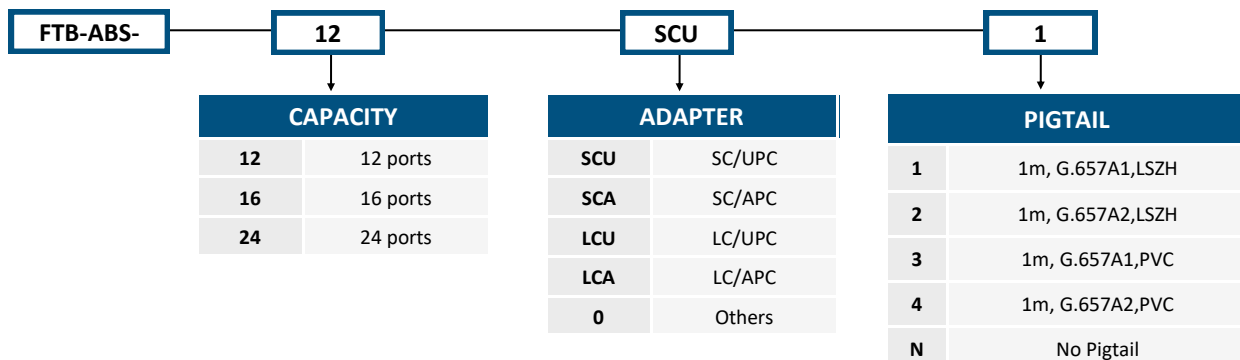 FTB-ABS- 12 SCU 1
CAPACITY
12 12 ports
16 16 ports
24 24 ports
ADAPTER
SCU SC/UPC
SCA SC/APC
LCU LC/UPC
LCA LC/APC
0 Others
PIGTAIL
1 1m, G.657A1,LSZH
2 1m, G.657A2,LSZH
3 1m, G.657A1,PVC
4 1m, G.657A2,PVC
N No Pigtail